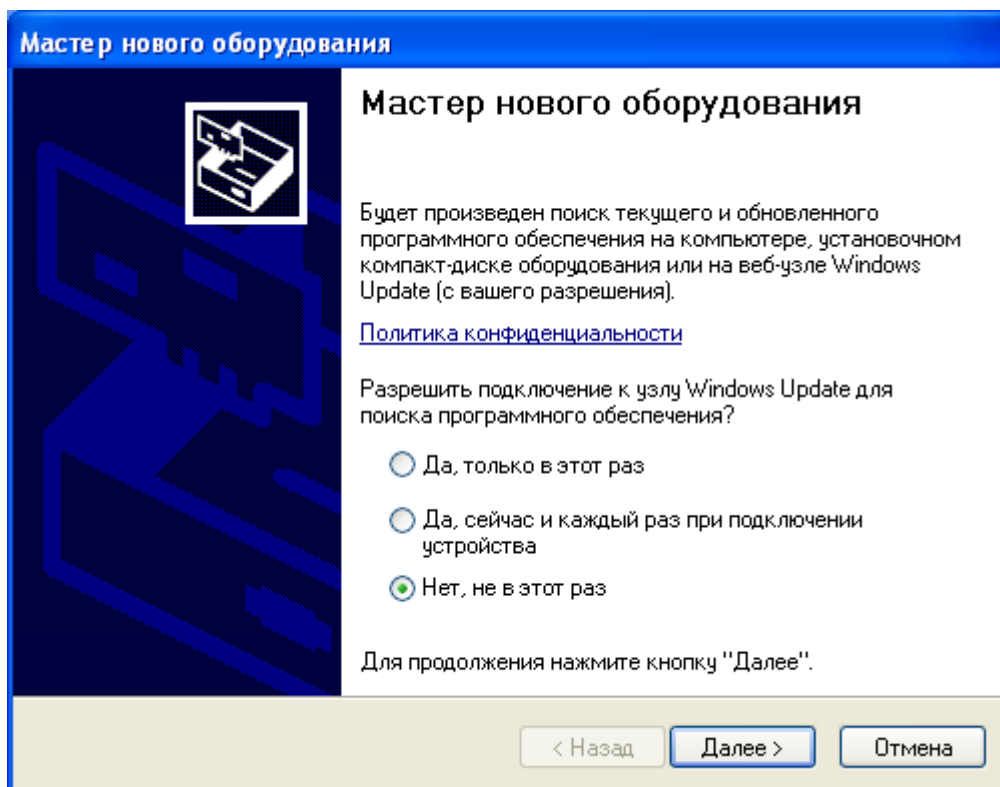 Мастер нового оборудования
Мастер нового оборудования
Будет произведен поиск текущего и обновленного
программного обеспечения на компьютере, установочном
компакт-диске оборудования или на веб-узле Windows
Update (с вашего разрешения).
Политика конфиденциальности
Разрешить подключение к узлу Windows Update для
поиска программного обеспечения?
Да, только в этот раз
Да, сейчас и каждый раз при подключении
устройства
Нет, не в этот раз
Для продолжения нажмите кнопку "Далее".
< Назад
Далее >
Отмена